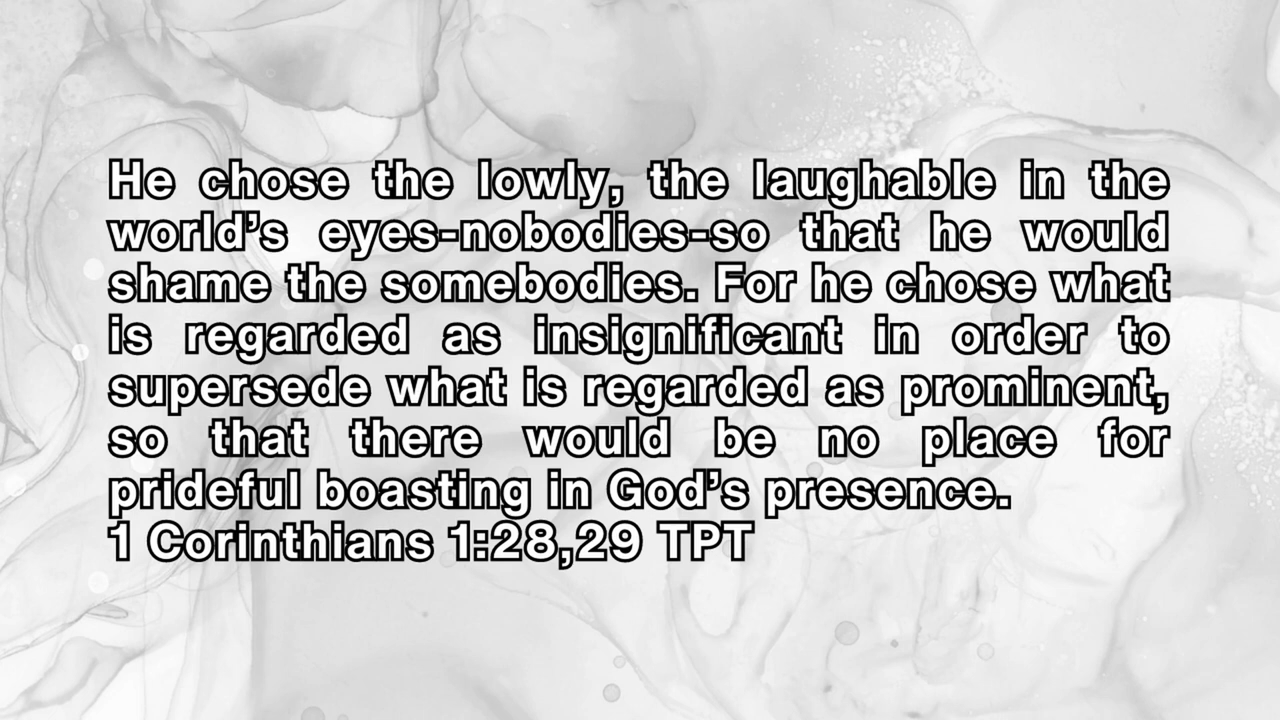 He chose the lowly, the laughable in the
world’s eyes-nobodies-so that he would
shame the somebodies. For he chose what
is regarded as insignificant in order to
supersede what is regarded as prominent,
so that there would be no place for
prideful boasting in God’s presence.
1 Corinthians 1:28,29 TPT